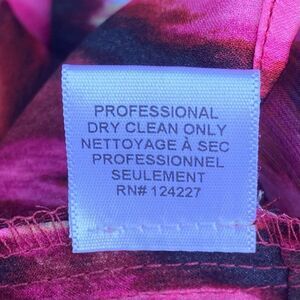 PROFESSIONAL
DRY CLEAN ONLY
NETTOYAGE À SEC
PROFESSIONNEL
SEULEMENT
RN# 124227